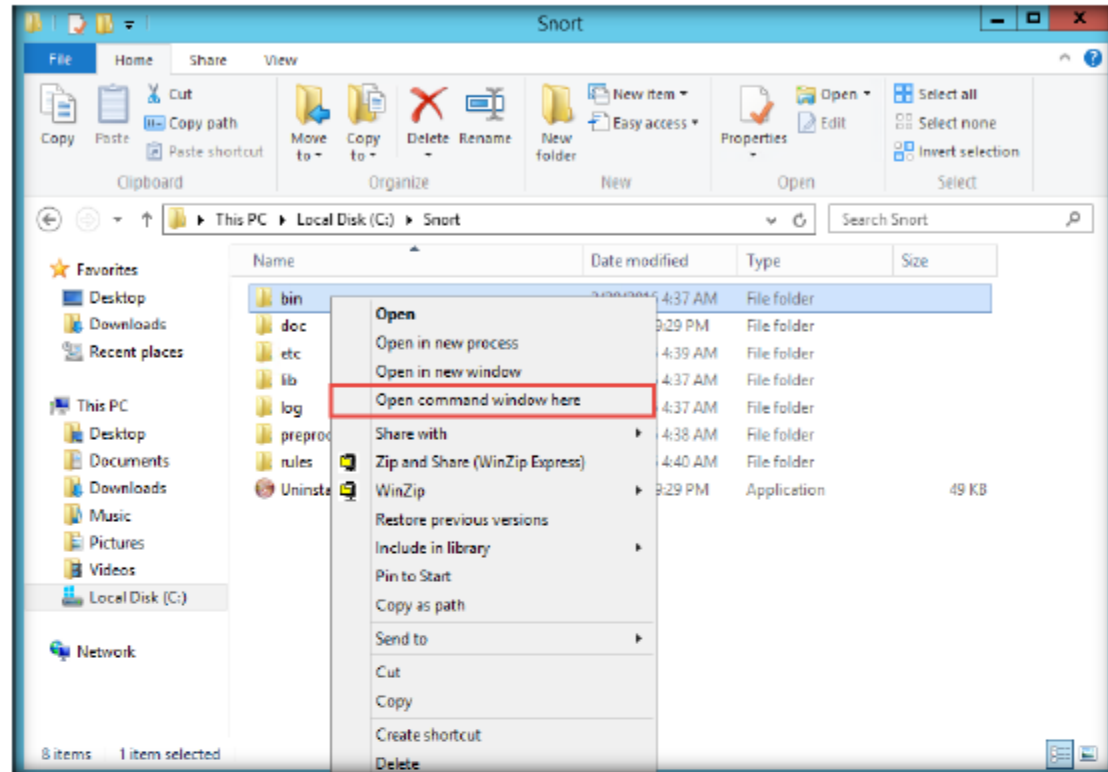 Snort
File Home Share View
Copy Paste Cut Copy path Paste shortcut Move to Copy to Delete Rename New folder New item Easy access Properties Open Edit Select all Select none Invert selection
Clipboard Organize New Open Select
This PC Local Disk (C:) Snort Search Snort
Name Date modified Type Size
Favorites
Desktop
Downloads
Recent places
This PC
Desktop
Documents
Downloads
Music
Pictures
Videos
Local Disk (C:)
Network
bin 4:37 AM File folder
doc 9:29 PM File folder
etc 4:39 AM File folder
lib 4:37 AM File folder
log 4:37 AM File folder
preproc 4:38 AM File folder
rules 4:40 AM File folder
Uninsta 9:29 PM Application 49 KB
Open
Open in new process
Open in new window
Open command window here
Share with
Zip and Share (WinZip Express)
WinZip
Restore previous versions
Include in library
Pin to Start
Copy as path
Send to
Cut
Copy
Create shortcut
Delete
8 items 1 item selected